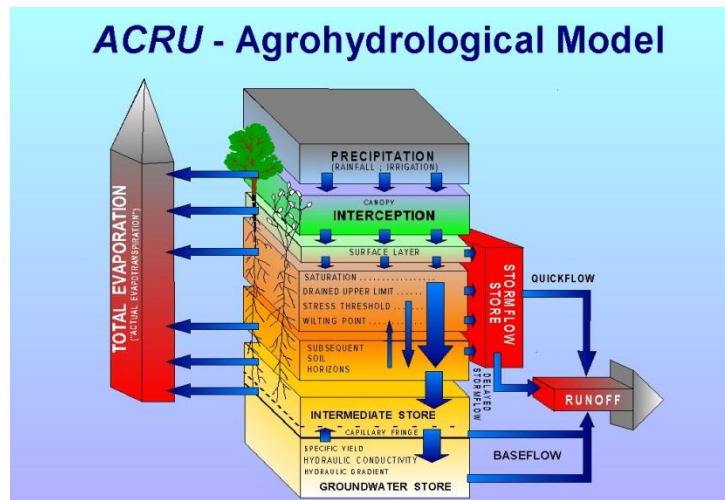 ACRU - Agrohydrological Model
TOTAL EVAPORATION
("ACTUAL EVAPOTRANSPIRATION")
PRECIPITATION
(RAINFALL ; IRRIGATION)
CANOPY
INTERCEPTION
SURFACE LAYER
SATURATION . . . . . . . . . . . . . . . .
DRAINED UPPER LIMIT . . . . . .
STRESS THRESHOLD . . . . . . .
WILTING POINT . . . . . . . . . . .
SUBSEQUENT
SOIL
HORIZONS
INTERMEDIATE STORE
CAPILLARY FRINGE
SPECIFIC YIELD
HYDRAULIC CONDUCTIVITY
HYDRAULIC GRADIENT
GROUNDWATER STORE
STORMFLOW
STORE
QUICKFLOW
DELAYED
STORMFLOW
RUNOFF
BASEFLOW